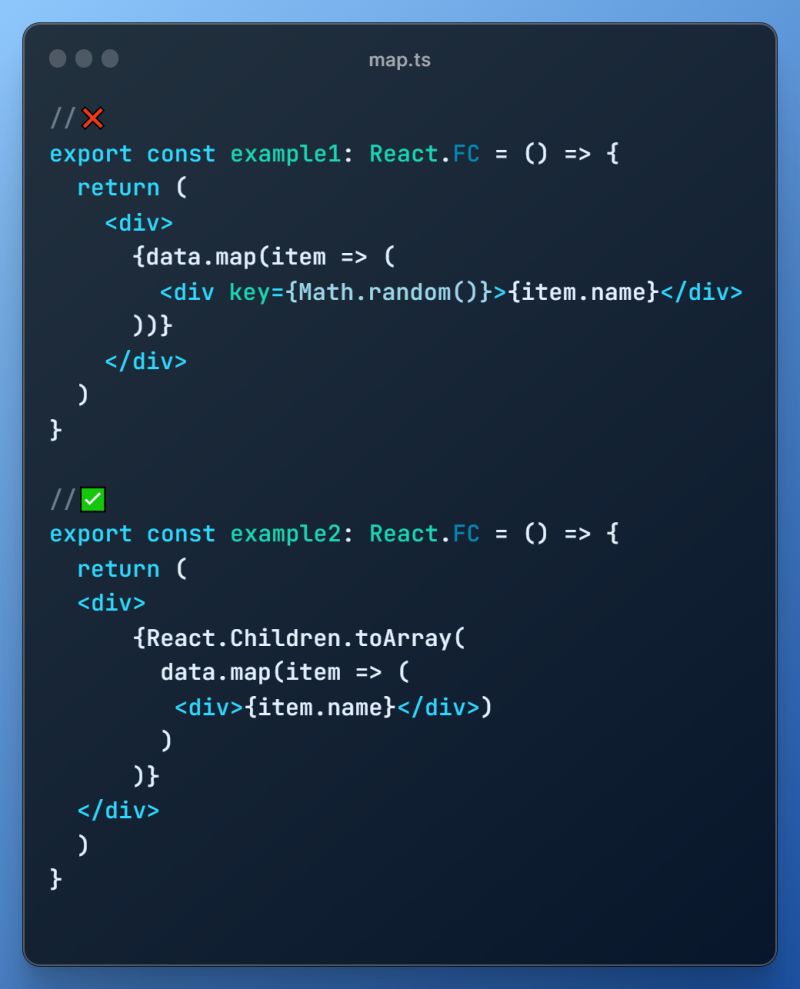 map.ts
//❌
export const example1: React.FC = () => {
  return (
    <div>
      {data.map(item => (
        <div key={Math.random()}>{item.name}</div>
      ))}
    </div>
  )
}
//✅
export const example2: React.FC = () => {
  return (
  <div>
      {React.Children.toArray(
        data.map(item => (
         <div>{item.name}</div>)
        )
      )}
  </div>
  )
}